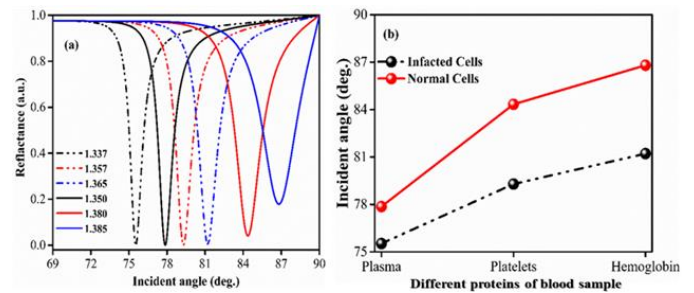 (a)
1.0
0.8
0.6
0.4
0.2
0.0
Reflactance (a.u.)
1.337
1.357
1.365
1.350
1.380
1.385
69 72 75 78 81 84 87 90
Incident angle (deg.)
(b)
Infacted Cells
Normal Cells
90
87
84
81
78
75
Incident angle (deg.)
Plasma Platelets Hemoglobin
Different proteins of blood sample